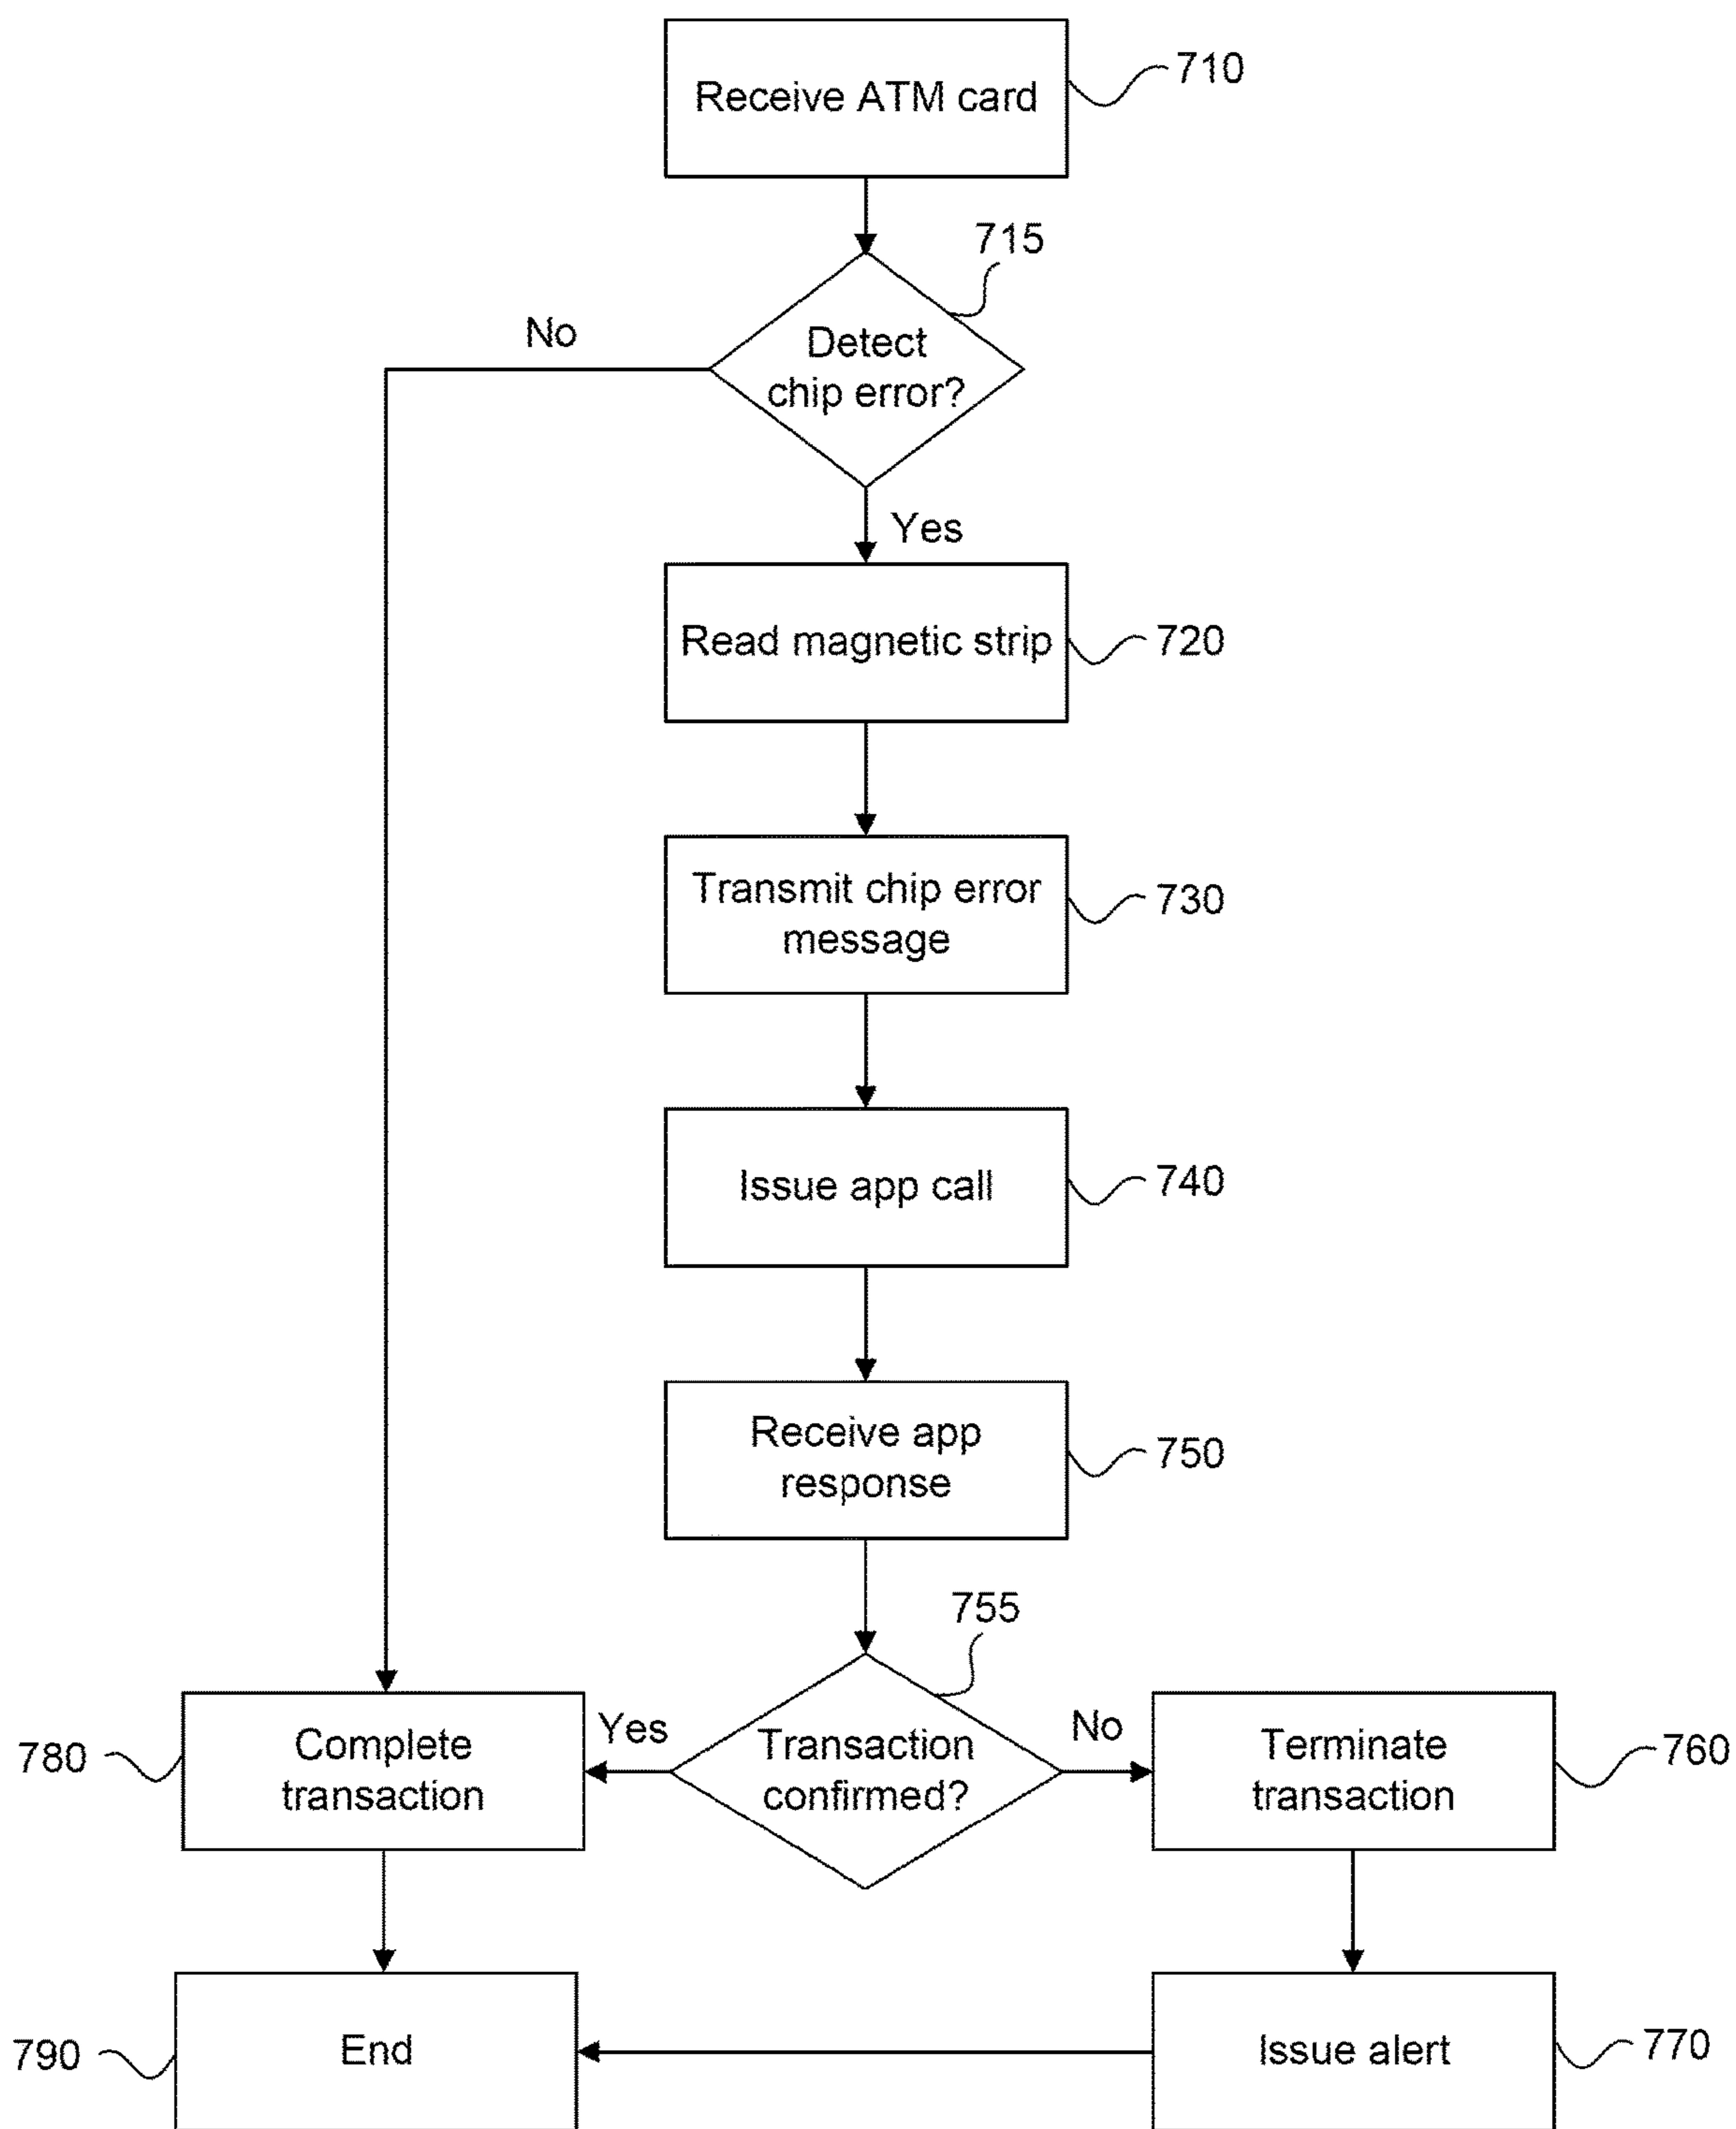 Receive ATM card
710
715
No
Detect
chip error?
Yes
Read magnetic strip
720
Transmit chip error
message
730
Issue app call
740
Receive app
response
750
755
780
Complete
transaction
Yes
Transaction
confirmed?
No
Terminate
transaction
760
790
End
Issue alert
770